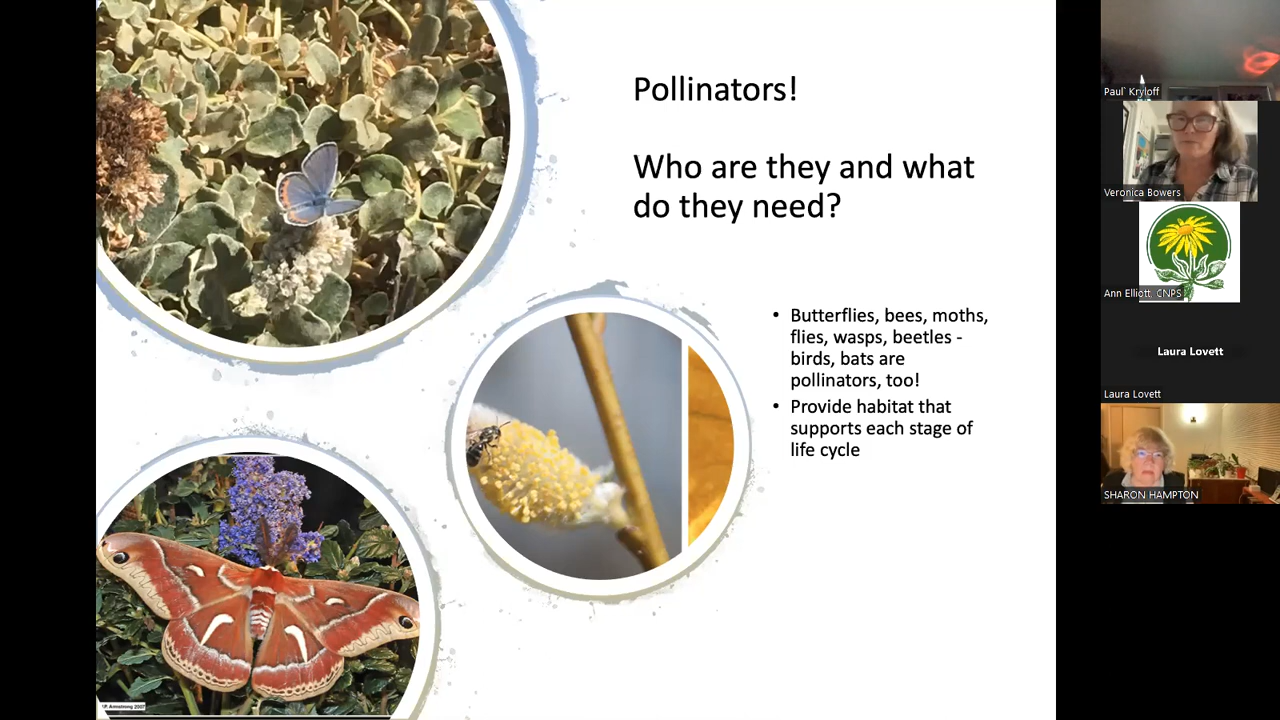 Pollinators!
Who are they and what
do they need?
• Butterflies, bees, moths,
flies, wasps, beetles -
birds, bats are
pollinators, too!
• Provide habitat that
supports each stage of
life cycle
Paul` Kryloff
Veronica Bowers
Ann Elliott, CNPS
Laura Lovett
Laura Lovett
SHARON HAMPTON
Armstrong 2007